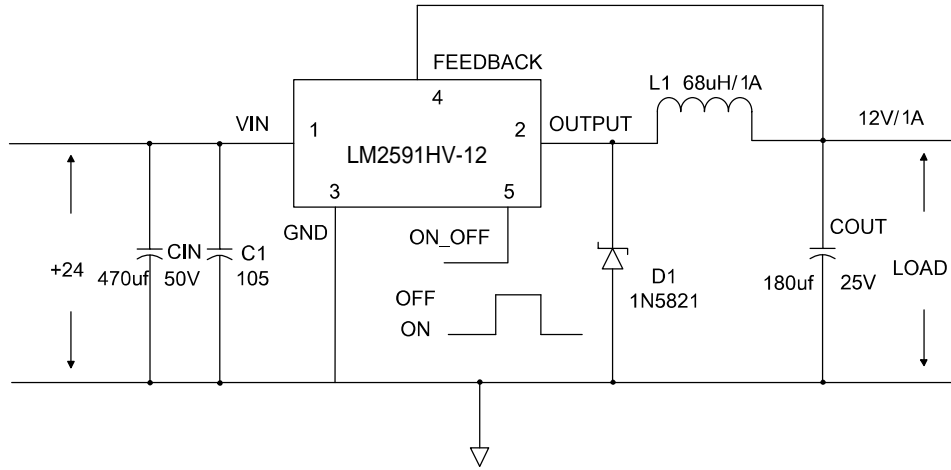 FEEDBACK
L1 68uH/1A
4
VIN
1
2
OUTPUT
12V/1A
LM2591HV-12
3
5
GND
ON_OFF
COUT
CIN
C1
+24
470uf
50V
105
D1
1N5821
180uf
25V
LOAD
OFF
ON